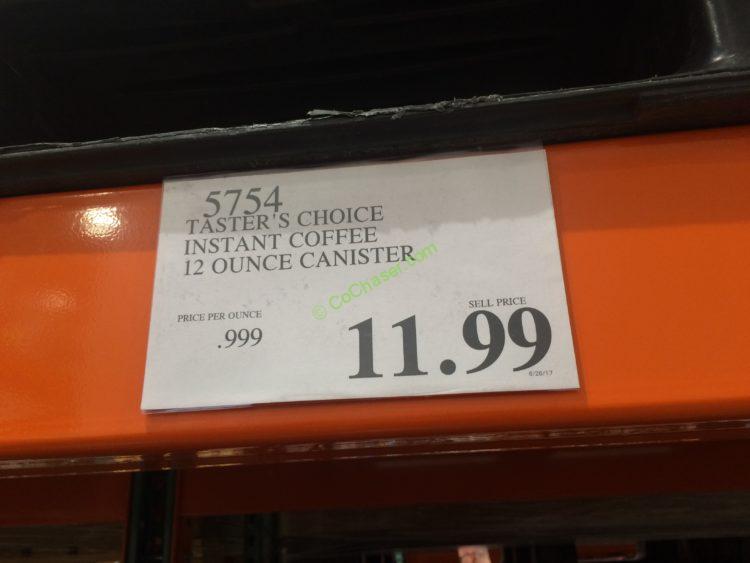 5754
TASTER'S CHOICE
INSTANT COFFEE
12 OUNCE CANISTER
© CoChaser.com
PRICE PER OUNCE
.999
SELL PRICE
11.99
6/26/17